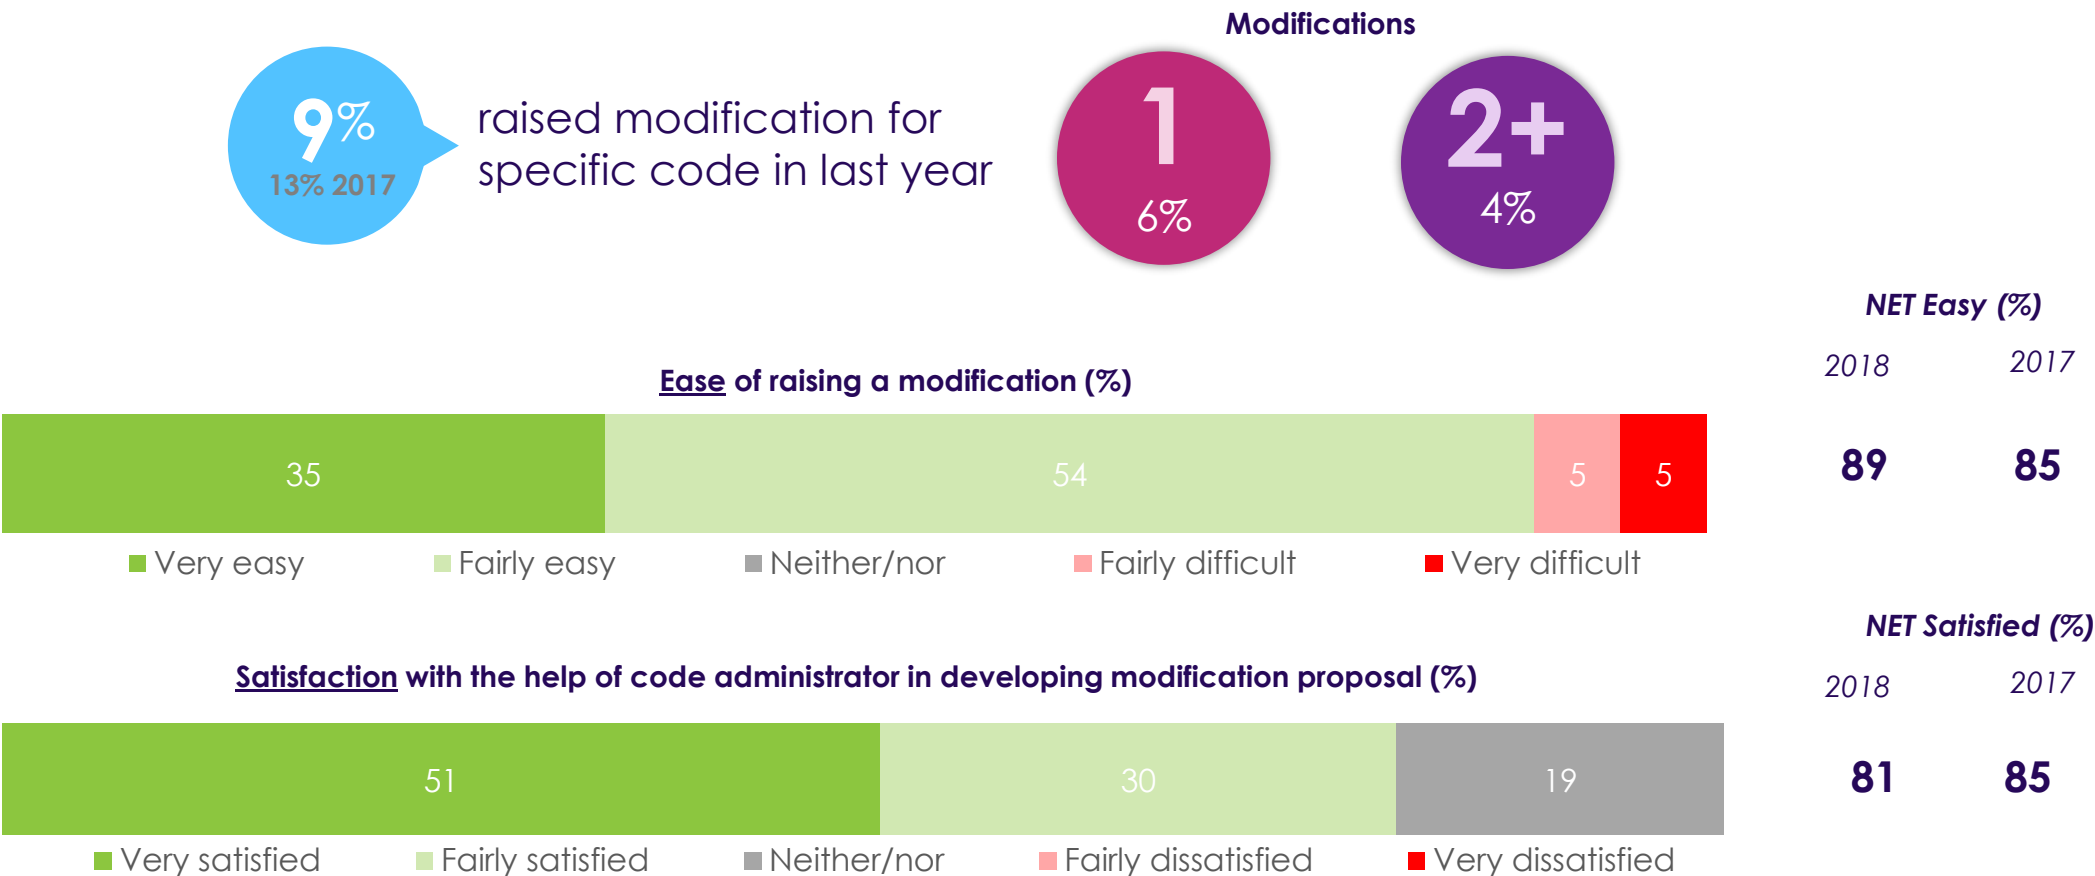 Modifications
9%
13% 2017
raised modification for
specific code in last year
1
6%
2+
4%
NET Easy (%)
2018 2017
Ease of raising a modification (%)
35 54 5 5
89 85
Very easy Fairly easy Neither/nor Fairly difficult Very difficult
NET Satisfied (%)
2018 2017
Satisfaction with the help of code administrator in developing modification proposal (%)
51 30 19
81 85
Very satisfied Fairly satisfied Neither/nor Fairly dissatisfied Very dissatisfied